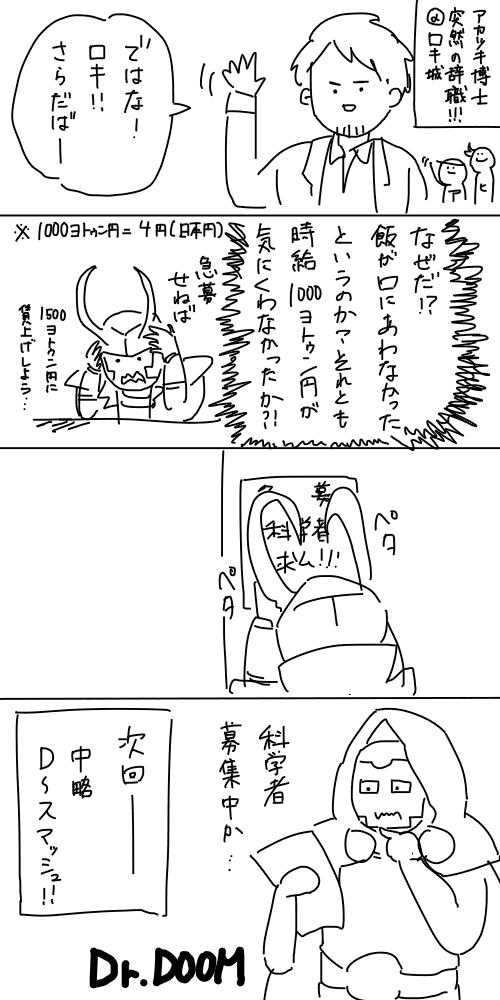 アカツキ博士
突然の辞職!!!
@ロキ城
ではな!
ロキ!!
さらだばー
ア
ヒ
なぜだ!?
飯が口にあわなかった
というのか?それとも
時給1000ヨトゥン円が
気にくわなかったか?!
※1000ヨトゥン円=4円(日本円)
急募
せねば
1500
ヨトゥン円に
賃上げしよう…
募
科学者
求ム!!!
ペタ
ペタ
科学者
募集中か…
次回——
中略
D〜スマッシュ!!
Dr.DOOM